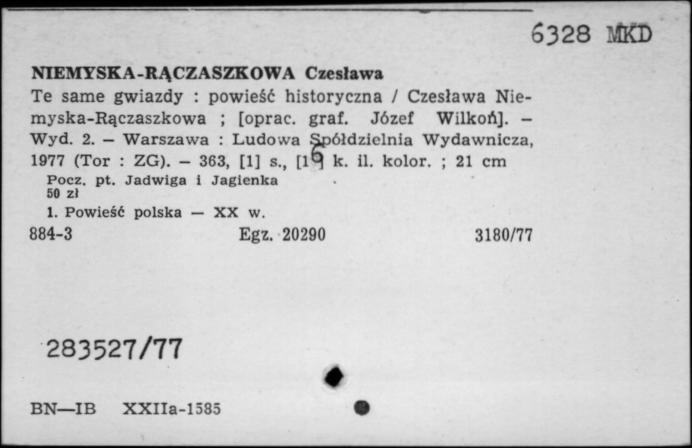 6328 MKD
NIEMYSKA-RĄCZASZKOWA Czesława
Te same gwiazdy : powieść historyczna / Czesława Nie-
myska-Rączaszkowa ; [oprac. graf. Józef Wilkoń]. —
Wyd. 2. — Warszawa : Ludowa Spółdzielnia Wydawnicza,
1977 (Tor : ZG). — 363, [1] s., [16] k. il. kolor. ; 21 cm
Pocz. pt. Jadwiga i Jagienka
50 zł
1. Powieść polska — XX w.
884-3 Egz. 20290 3180/77
283527/77
BN—IB XXIIa-1585